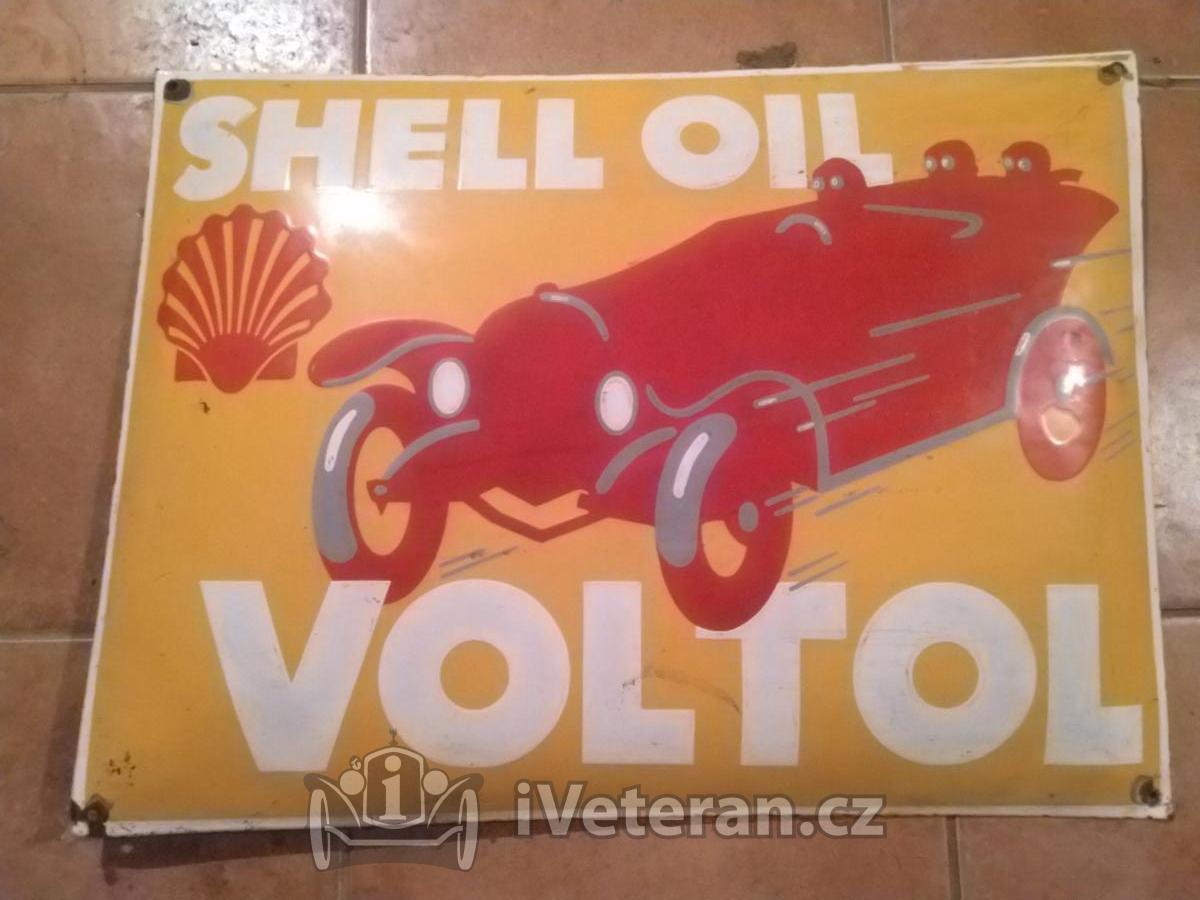 SHELL OIL
VOLTOL
iVeteran.cz